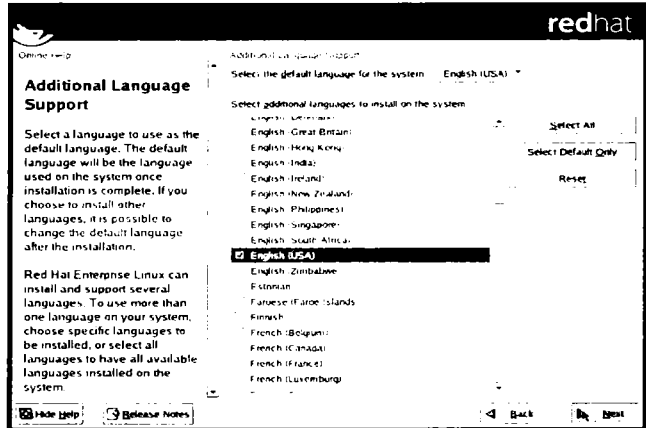 redhat
Online Help
Additional Language
Support
Select a language to use as the
default language. The default
language will be the language
used on the system once
installation is complete. If you
choose to install other
languages, it is possible to
change the default language
after the installation.
Red Hat Enterprise Linux can
install and support several
languages. To use more than
one language on your system,
choose specific languages to
be installed, or select all
languages to have all available
languages installed on the
system.
Additional Language Support
Select the default language for the system English (USA)
Select additional languages to install on the system
English (Denmark)
English (Great Britain)
English (Hong Kong)
English (India)
English (Ireland)
English (New Zealand)
English (Philippines)
English (Singapore)
English (South Africa)
English (USA)
English (Zimbabwe)
Estonian
Faroese (Faroe Islands)
Finnish
French (Belgium)
French (Canada)
French (France)
French (Luxemburg)
Select All
Select Default Only
Reset
Hide Help
Release Notes
Back
Next